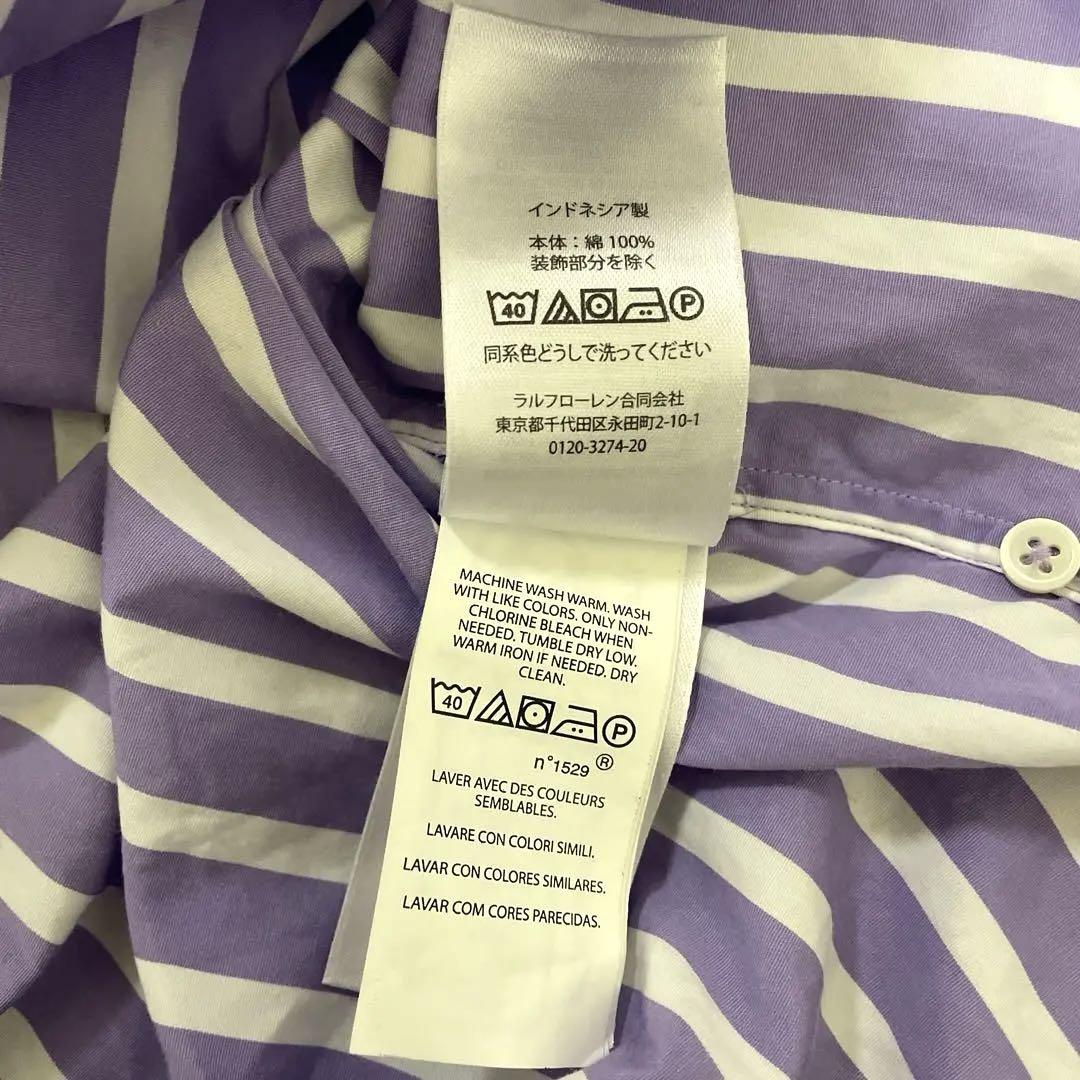 インドネシア製
本体：綿 100%
装飾部分を除く
40 P
同系色どうしで洗ってください
ラルフローレン合同会社
東京都千代田区永田町2-10-1
0120-3274-20
MACHINE WASH WARM. WASH
WITH LIKE COLORS. ONLY NON-
CHLORINE BLEACH WHEN
NEEDED. TUMBLE DRY LOW.
WARM IRON IF NEEDED. DRY
CLEAN.
40 P
n°1529 ®
LAVER AVEC DES COULEURS
SEMBLABLES.
LAVARE CON COLORI SIMILI.
LAVAR CON COLORES SIMILARES.
LAVAR COM CORES PARECIDAS.